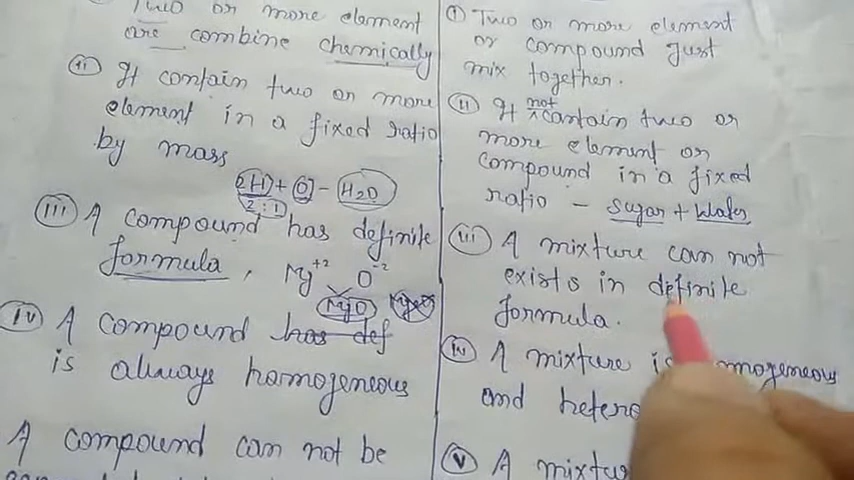 Two or more element
are combine chemically
(ii) It contain two or more
element in a fixed ratio
by mass
2H + O - H2O
2:1
(iii) A compound has definite
formula, Mg+2 O-2
MgO
(iv) A compound has def
is always homogeneous
A compound can not be
(i) Two or more element
or compound Just
mix together.
(ii) It not contain two or
more element or
compound in a fixed
ratio - Sugar + Water
(iii) A mixture can not
exists in definite
formula.
(iv) A mixture is mogeneous
and hetero
(v) A mixtu